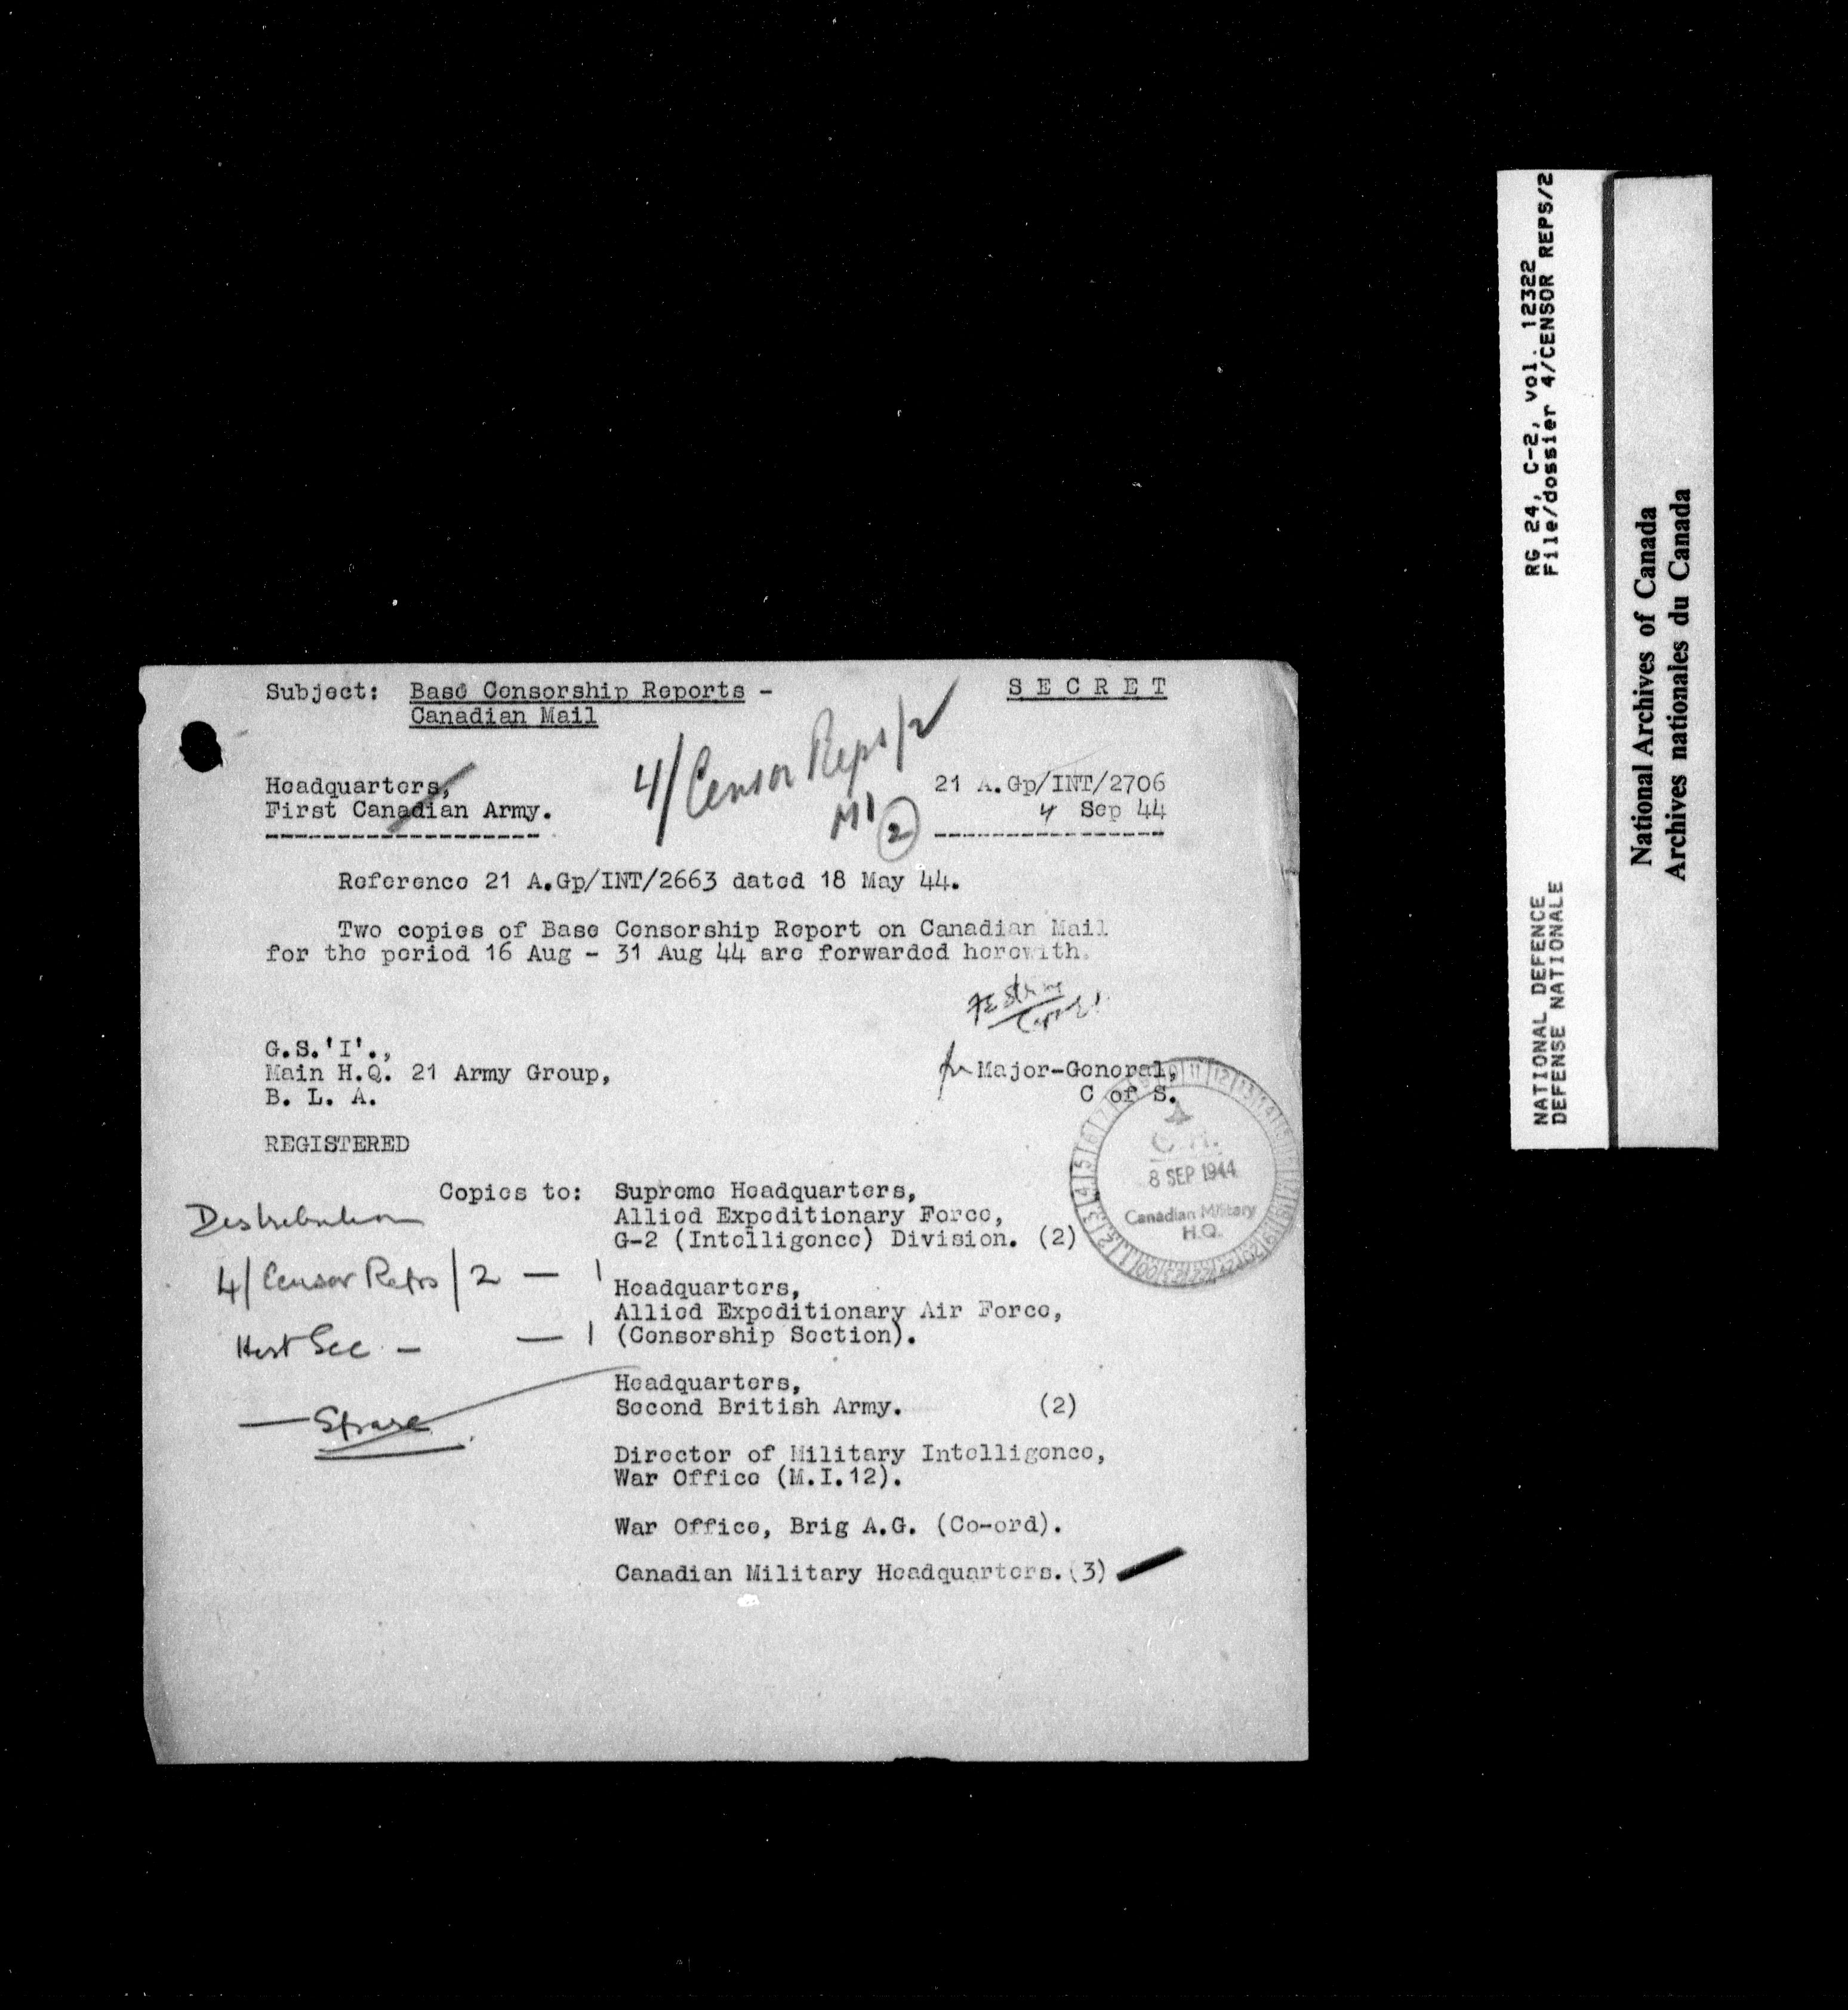 Subject: Base Censorship Reports -
Canadian Mail
S E C R E T
4/Censor Reps/2
MI
2
Headquarters,
First Canadian Army.
21 A.Gp/INT/2706
4 Sep 44
Reference 21 A.Gp/INT/2663 dated 18 May 44.
Two copies of Base Censorship Report on Canadian Mail
for the period 16 Aug - 31 Aug 44 are forwarded herewith.
G.S.'I'.,
Main H.Q. 21 Army Group,
B. L. A.
for Major-General,
C of S.
REGISTERED
8 SEP 1944
Canadian Military
H.Q.
Copies to: Supreme Headquarters,
Allied Expeditionary Force,
G-2 (Intelligence) Division. (2)
Headquarters,
Allied Expeditionary Air Force,
(Censorship Section).
Headquarters,
Second British Army. (2)
Director of Military Intelligence,
War Office (M.I.12).
War Office, Brig A.G. (Co-ord).
Canadian Military Headquarters.(3)
Distribution
4/Censor Reps/2 — 1
Hist Sec - — 1
— Spare
RG 24, C-2, vol. 12322
File/dossier 4/CENSOR REPS/2
NATIONAL DEFENCE
DEFENSE NATIONALE
National Archives of Canada
Archives nationales du Canada